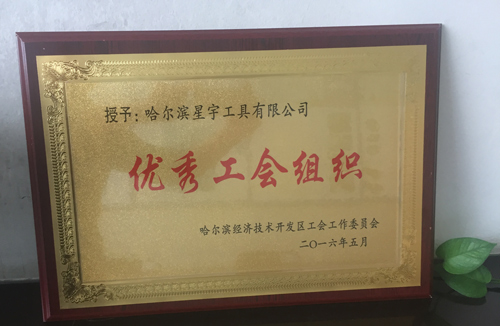 授予：哈尔滨星宇工具有限公司
优秀工会组织
哈尔滨经济技术开发区工会工作委员会
二〇一六年五月